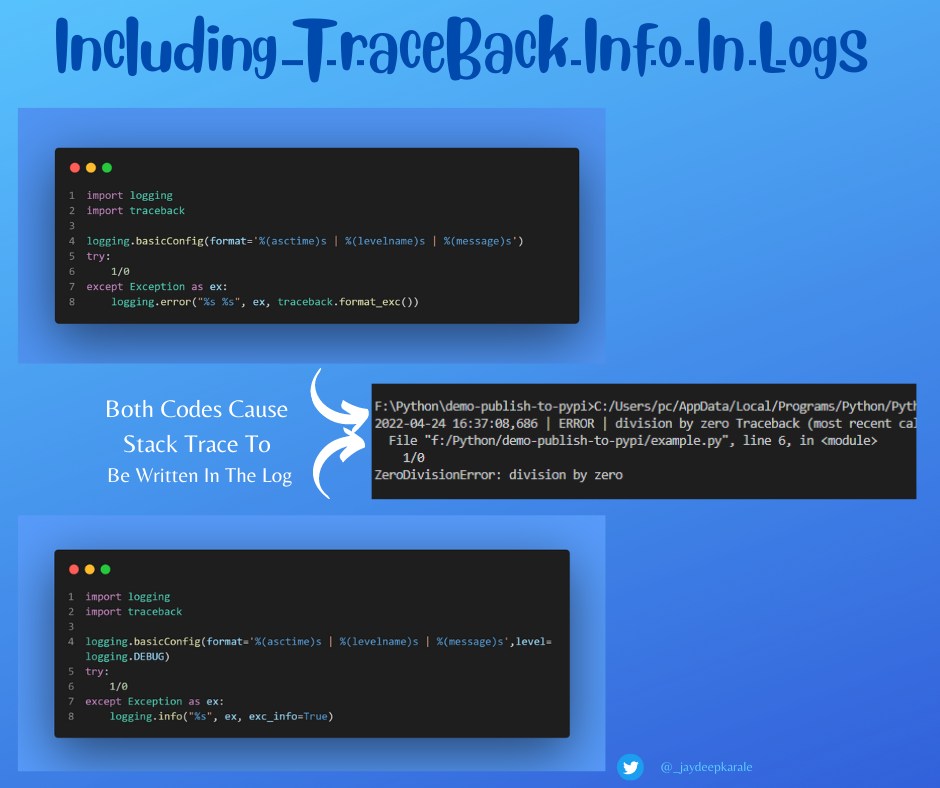 Including TraceBack Info In Logs
1 import logging
2 import traceback
3
4 logging.basicConfig(format='%(asctime)s | %(levelname)s | %(message)s')
5 try:
6     1/0
7 except Exception as ex:
8     logging.error("%s %s", ex, traceback.format_exc())
Both Codes Cause
Stack Trace To
Be Written In The Log
F:\Python\demo-publish-to-pypi>C:/Users/pc/AppData/Local/Programs/Python/Pyth
2022-04-24 16:37:08,686 | ERROR | division by zero Traceback (most recent cal
  File "f:/Python/demo-publish-to-pypi/example.py", line 6, in <module>
    1/0
ZeroDivisionError: division by zero
1 import logging
2 import traceback
3
4 logging.basicConfig(format='%(asctime)s | %(levelname)s | %(message)s',level=
logging.DEBUG)
5 try:
6     1/0
7 except Exception as ex:
8     logging.info("%s", ex, exc_info=True)
@_jaydeepkarale